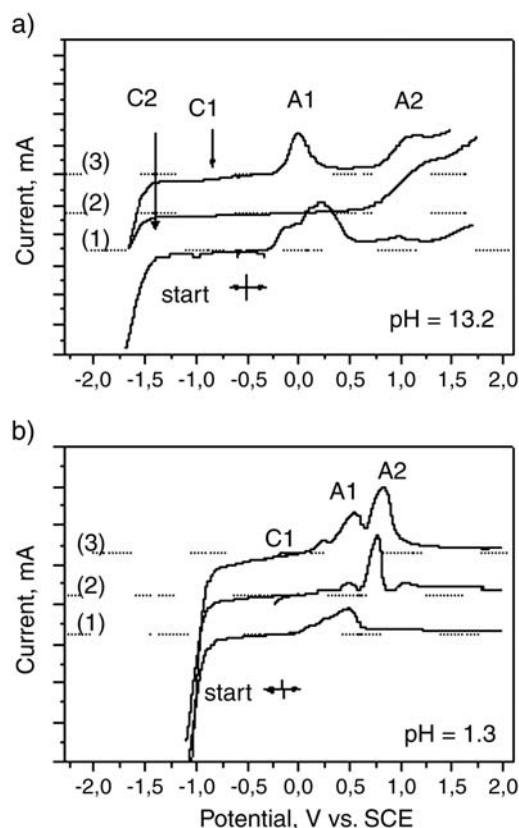 a)
C2 C1 A1 A2
(3)
(2)
(1)
start
pH = 13.2
Current, mA
-2,0 -1,5 -1,0 -0,5 0,0 0,5 1,0 1,5 2,0
b)
A2
A1
C1
(3)
(2)
(1)
start
pH = 1.3
Current, mA
-2,0 -1,5 -1,0 -0,5 0,0 0,5 1,0 1,5 2,0
Potential, V vs. SCE